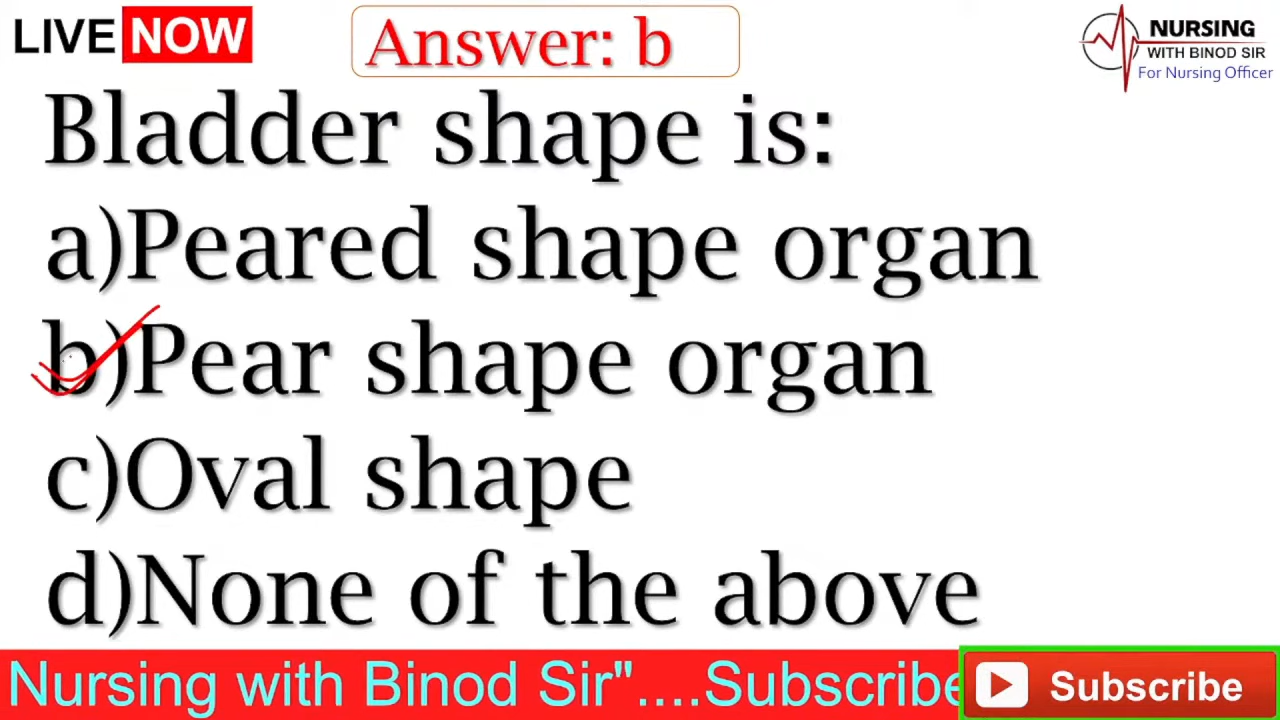 LIVE NOW
Answer: b
NURSING
WITH BINOD SIR
For Nursing Officer
Bladder shape is:
a)Peared shape organ
b)Pear shape organ
c)Oval shape
d)None of the above
Nursing with Binod Sir"....Subscribe
Subscribe